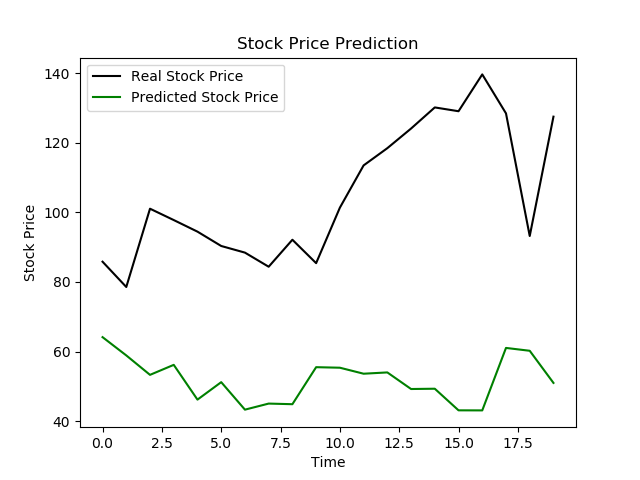 Stock Price Prediction
Real Stock Price
Predicted Stock Price
Stock Price
140
120
100
80
60
40
0.0 2.5 5.0 7.5 10.0 12.5 15.0 17.5
Time